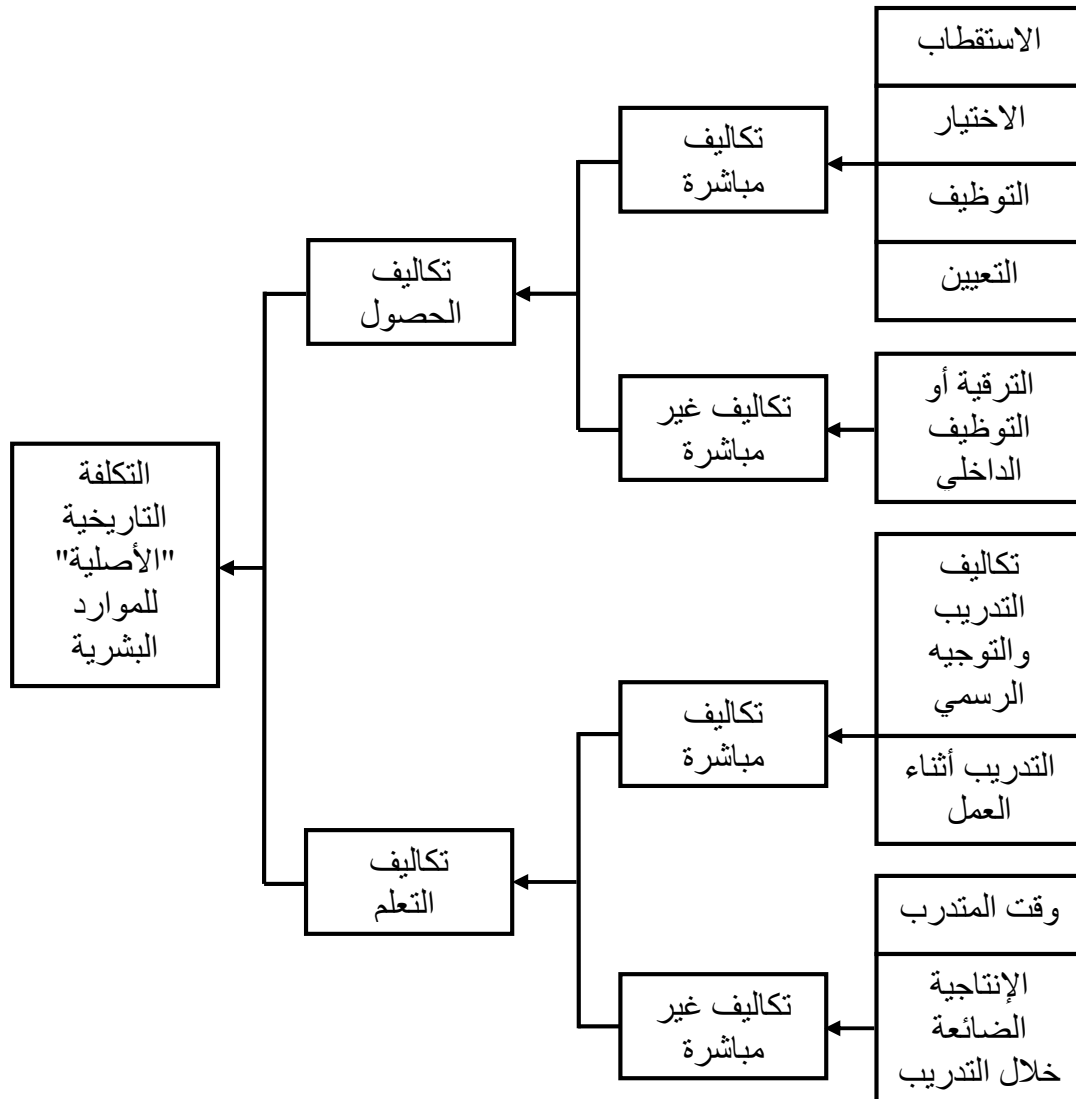 الاستقطاب
الاختيار
التوظيف
التعيين
تكاليف
مباشرة
تكاليف
الحصول
الترقية أو
التوظيف
الداخلي
تكاليف غير
مباشرة
التكلفة
التاريخية
"الأصلية"
للموارد
البشرية
تكاليف
التدريب
والتوجيه
الرسمي
التدريب أثناء
العمل
تكاليف
مباشرة
تكاليف
التعلم
وقت المتدرب
الإنتاجية
الضائعة
خلال التدريب
تكاليف غير
مباشرة